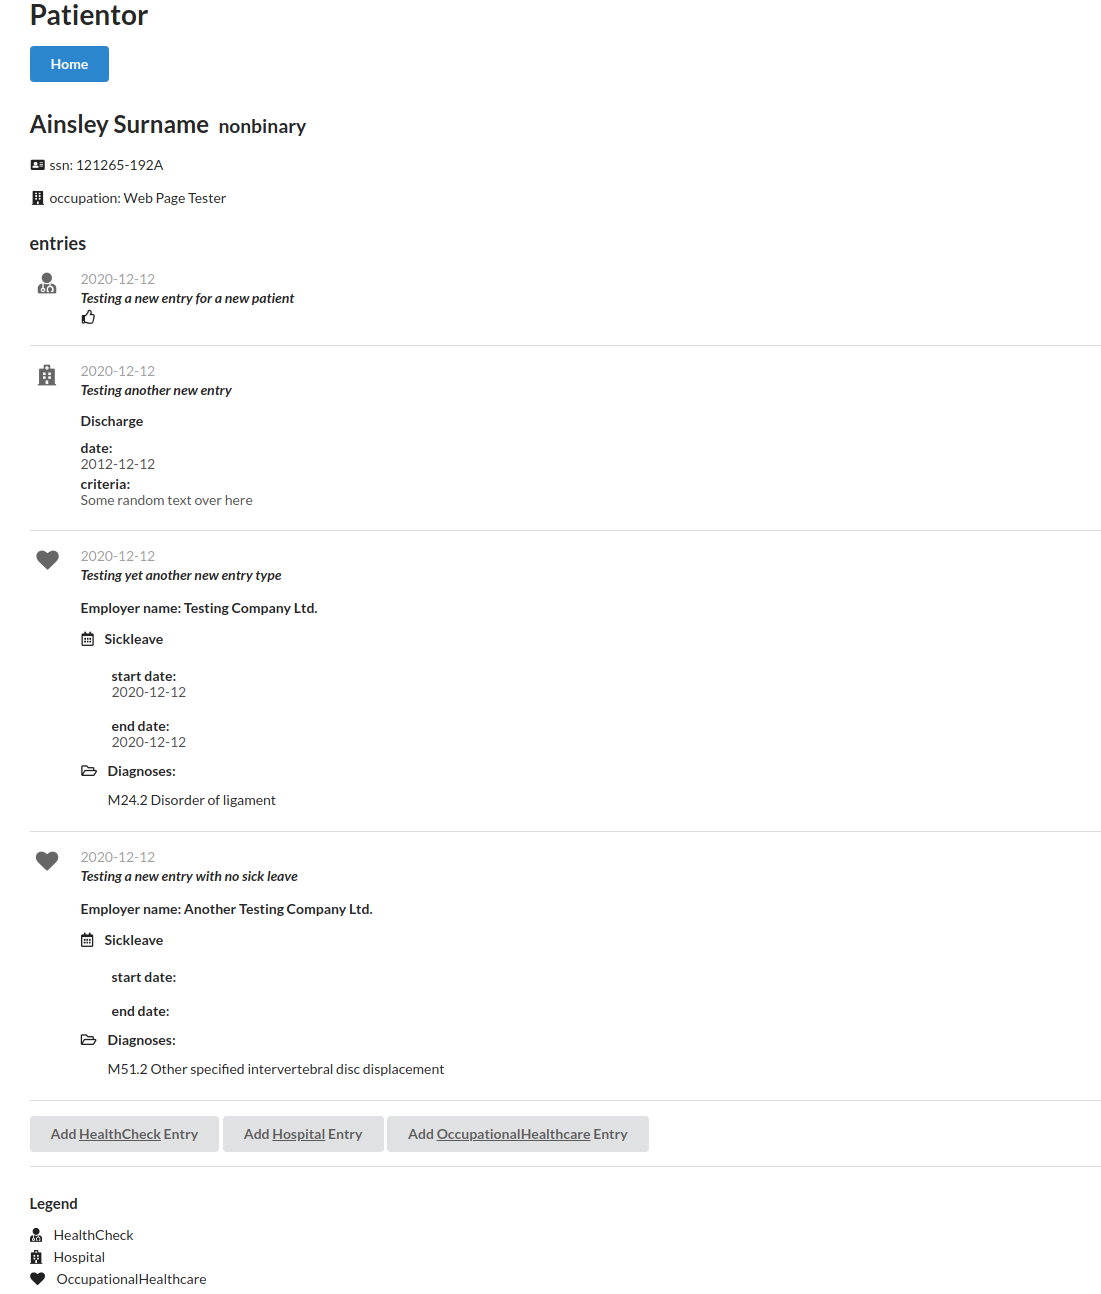 Patientor
Home
Ainsley Surname nonbinary
ssn: 121265-192A
occupation: Web Page Tester
entries
2020-12-12
Testing a new entry for a new patient
2020-12-12
Testing another new entry
Discharge
date:
2012-12-12
criteria:
Some random text over here
2020-12-12
Testing yet another new entry type
Employer name: Testing Company Ltd.
Sickleave
start date:
2020-12-12
end date:
2020-12-12
Diagnoses:
M24.2 Disorder of ligament
2020-12-12
Testing a new entry with no sick leave
Employer name: Another Testing Company Ltd.
Sickleave
start date:
end date:
Diagnoses:
M51.2 Other specified intervertebral disc displacement
Add HealthCheck Entry Add Hospital Entry Add OccupationalHealthcare Entry
Legend
HealthCheck
Hospital
OccupationalHealthcare